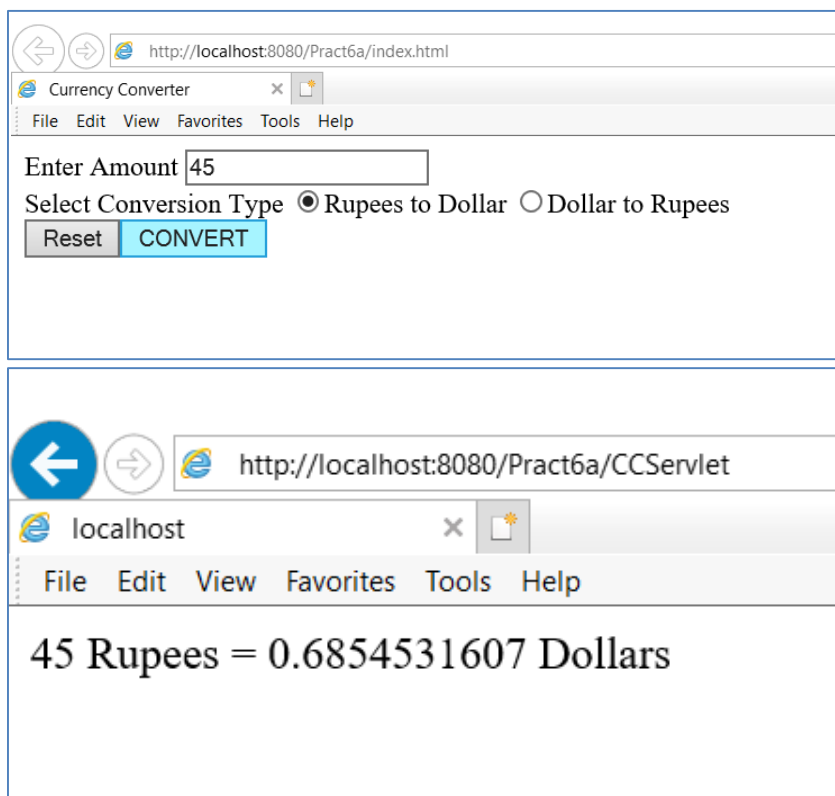 http://localhost:8080/Pract6a/index.html
Currency Converter
File Edit View Favorites Tools Help
Enter Amount 45
Select Conversion Type Rupees to Dollar Dollar to Rupees
Reset CONVERT
http://localhost:8080/Pract6a/CCServlet
localhost
File Edit View Favorites Tools Help
45 Rupees = 0.6854531607 Dollars